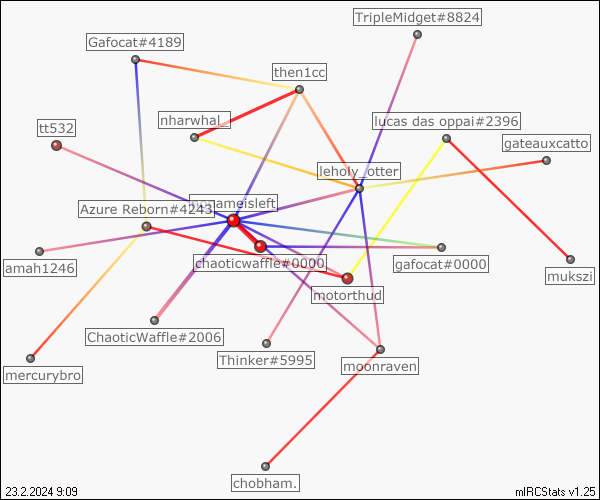 TripleMidget#8824
Gafocat#4189
then1cc
nharwhal_
lucas das oppai#2396
tt532
gateauxcatto
leholy_otter
nameisleft
Azure Reborn#4243
amah1246
chaoticwaffle#0000
gafocat#0000
mukszi
motorthud
ChaoticWaffle#2006
Thinker#5995
moonraven
mercurybro
chobham.
23.2.2024 9:09
mIRCStats v1.25